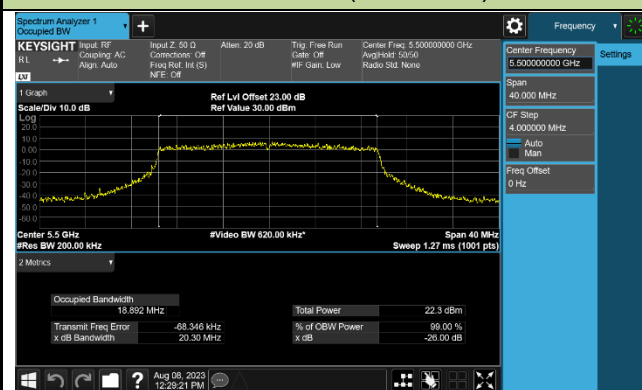 Spectrum Analyzer 1
Occupied BW
+
Frequency
KEYSIGHT
Input: RF
Coupling: AC
Align: Auto
Input Z: 50 Ω
Corrections: Off
Freq Ref: Int (S)
NFE: Off
Atten: 20 dB
Trig: Free Run
Gate: Off
#IF Gain: Low
Center Freq: 5.500000000 GHz
Avg|Hold: 50/50
Radio Std: None
R L
LXI
Center Frequency
5.500000000 GHz
Settings
Span
40.000 MHz
CF Step
4.000000 MHz
Auto
Man
Freq Offset
0 Hz
1 Graph
Scale/Div 10.0 dB
Ref Lvl Offset 23.00 dB
Ref Value 30.00 dBm
Log
20.0
10.0
0.00
-10.0
-20.0
-30.0
-40.0
-50.0
-60.0
Center 5.5 GHz
#Video BW 620.00 kHz*
Span 40 MHz
#Res BW 200.00 kHz
Sweep 1.27 ms (1001 pts)
2 Metrics
Occupied Bandwidth
18.892 MHz
Total Power 22.3 dBm
Transmit Freq Error -68.346 kHz
% of OBW Power 99.00 %
x dB Bandwidth 20.30 MHz
x dB -26.00 dB
?
Aug 08, 2023
12:29:21 PM